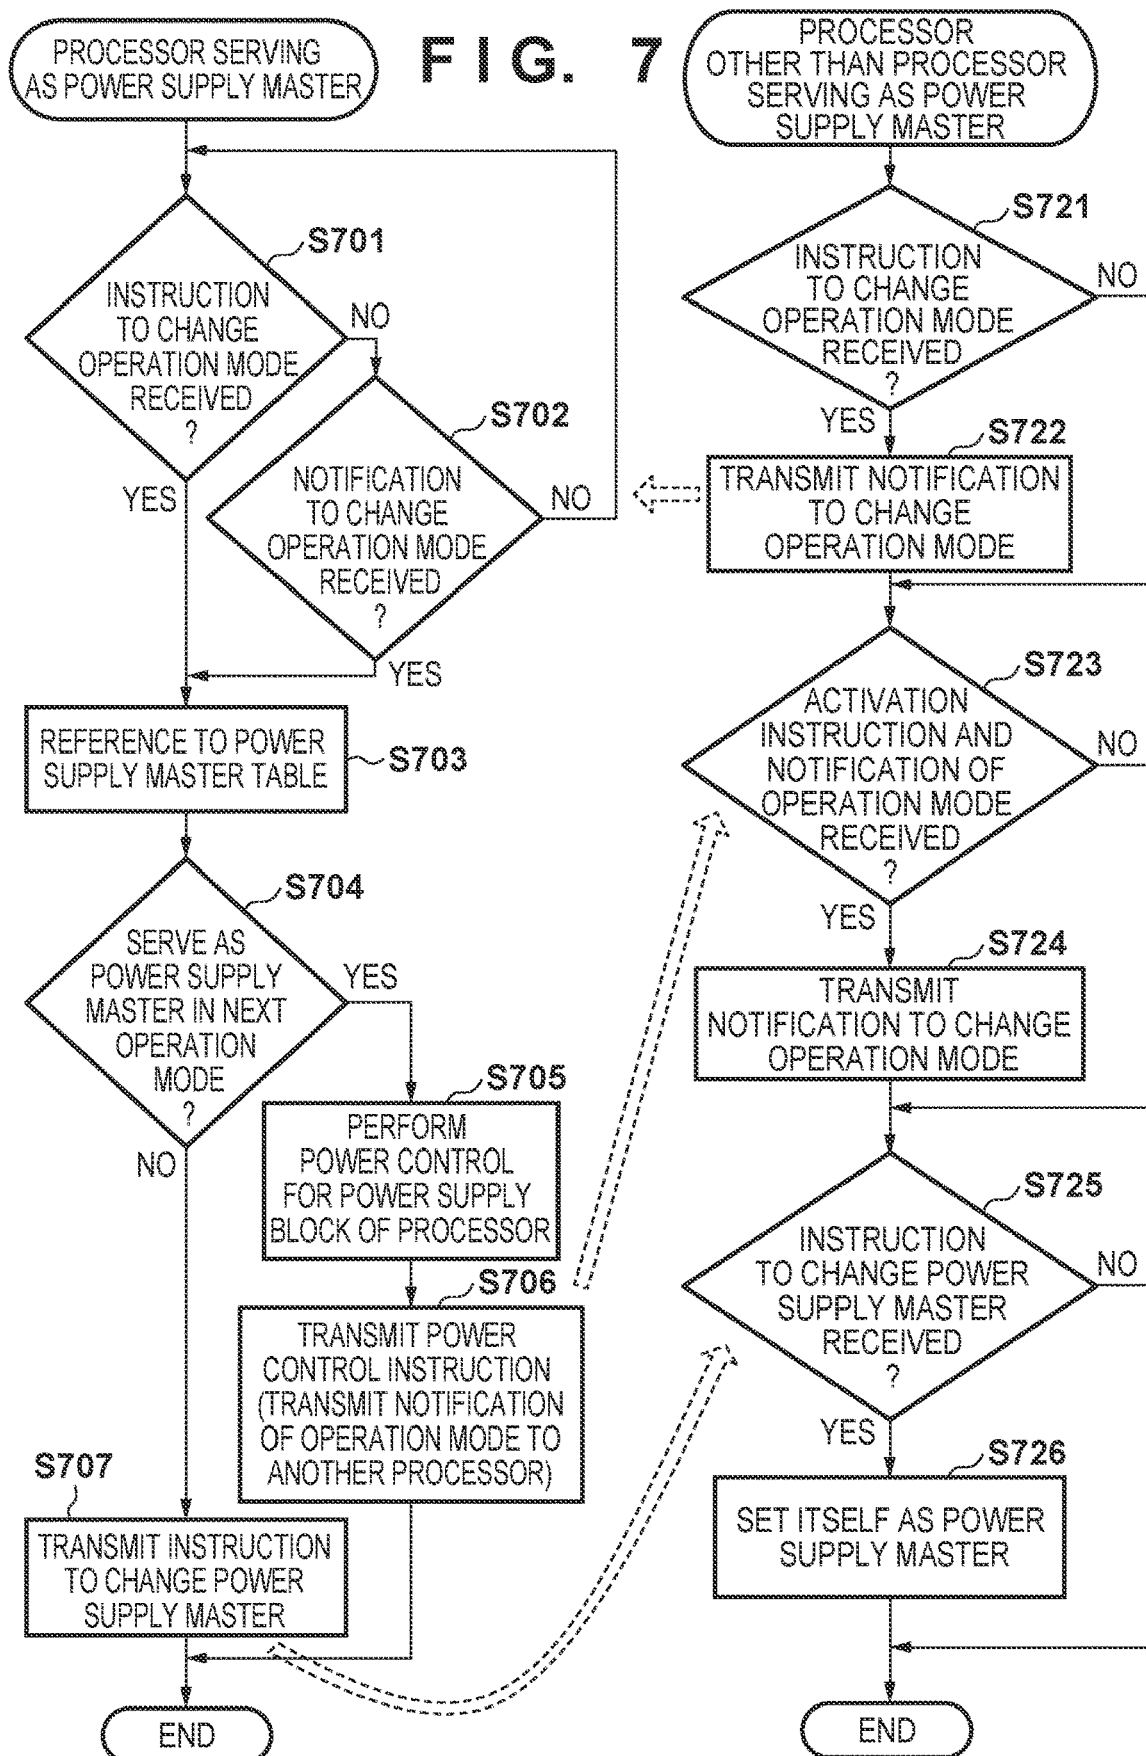 FIG. 7
PROCESSOR SERVING
AS POWER SUPPLY MASTER
S701
INSTRUCTION
TO CHANGE
OPERATION MODE
RECEIVED
?
NO
YES
S702
NOTIFICATION
TO CHANGE
OPERATION MODE
RECEIVED
?
NO
YES
REFERENCE TO POWER
SUPPLY MASTER TABLE
S703
S704
SERVE AS
POWER SUPPLY
MASTER IN NEXT
OPERATION
MODE
?
YES
NO
S705
PERFORM
POWER CONTROL
FOR POWER SUPPLY
BLOCK OF PROCESSOR
S706
TRANSMIT POWER
CONTROL INSTRUCTION
(TRANSMIT NOTIFICATION
OF OPERATION MODE TO
ANOTHER PROCESSOR)
S707
TRANSMIT INSTRUCTION
TO CHANGE POWER
SUPPLY MASTER
END
PROCESSOR
OTHER THAN PROCESSOR
SERVING AS POWER
SUPPLY MASTER
S721
INSTRUCTION
TO CHANGE
OPERATION MODE
RECEIVED
?
NO
YES
S722
TRANSMIT NOTIFICATION
TO CHANGE
OPERATION MODE
S723
ACTIVATION
INSTRUCTION AND
NOTIFICATION OF
OPERATION MODE
RECEIVED
?
NO
YES
S724
TRANSMIT
NOTIFICATION TO CHANGE
OPERATION MODE
S725
INSTRUCTION
TO CHANGE POWER
SUPPLY MASTER
RECEIVED
?
NO
YES
S726
SET ITSELF AS POWER
SUPPLY MASTER
END